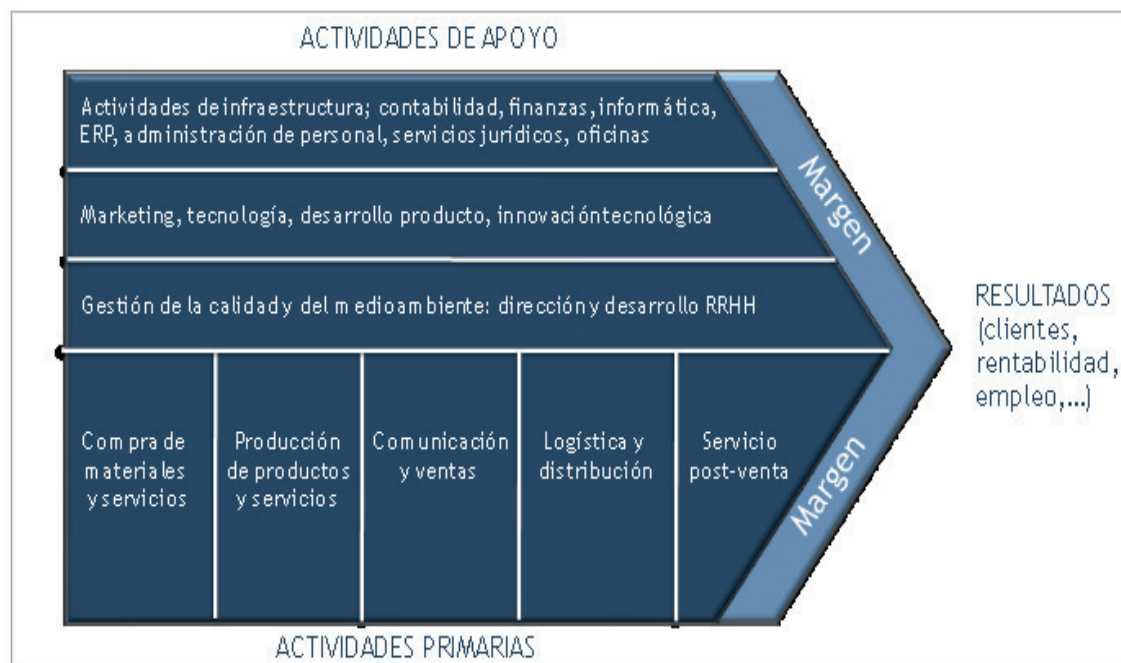 ACTIVIDADES DE APOYO
Actividades de infraestructura; contabilidad, finanzas, informática,
ERP, administración de personal, servicios jurídicos, oficinas
Marketing, tecnología, desarrollo producto, innovacióntecnológica
Gestión de la calidad y del medioambiente: dirección y desarrollo RRHH
Compra de
materiales
y servicios
Producción
de productos
y servicios
Comunicación
y ventas
Logística y
distribución
Servicio
post-venta
Margen
Margen
RESULTADOS
(clientes,
rentabilidad,
empleo,...)
ACTIVIDADES PRIMARIAS